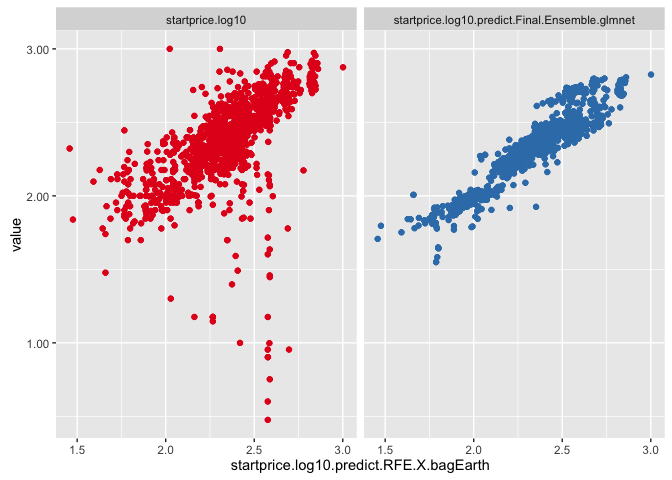 startprice.log10
startprice.log10.predict.Final.Ensemble.glmnet
3.00
2.00
1.00
value
1.5
2.0
2.5
3.0
1.5
2.0
2.5
3.0
startprice.log10.predict.RFE.X.bagEarth